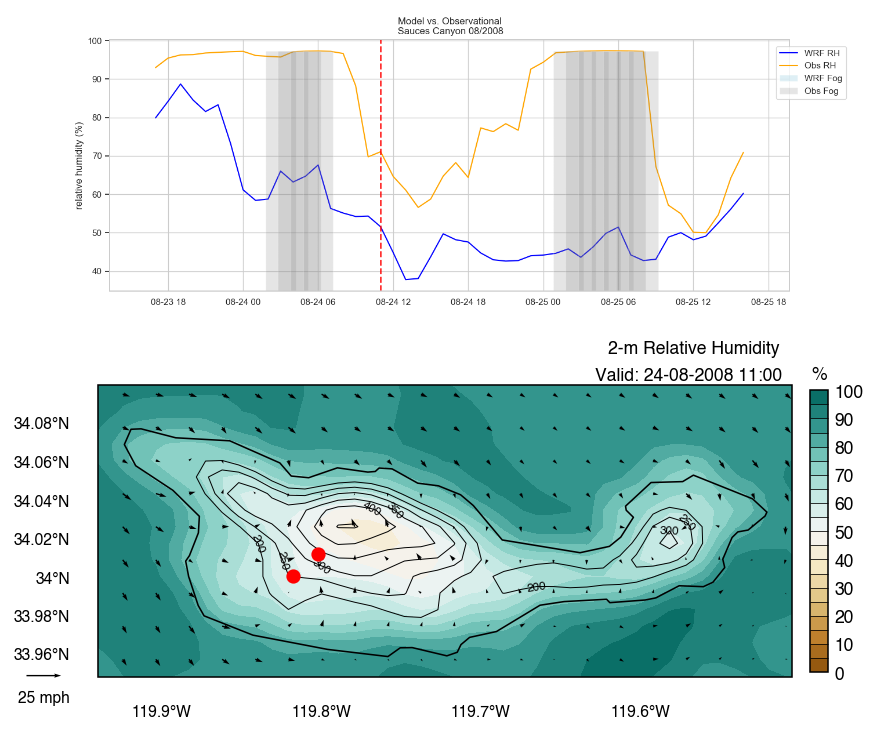 Model vs. Observational
Sauces Canyon 08/2008
relative humidity (%)
100
90
80
70
60
50
40
08-23 18
08-24 00
08-24 06
08-24 12
08-24 18
08-25 00
08-25 06
08-25 12
08-25 18
WRF RH
Obs RH
WRF Fog
Obs Fog
2-m Relative Humidity
Valid: 24-08-2008 11:00
%
34.08°N
34.06°N
34.04°N
34.02°N
34°N
33.98°N
33.96°N
25 mph
119.9°W
119.8°W
119.7°W
119.6°W
400
350
200
250
300
200
250
300
100
90
80
70
60
50
40
30
20
10
0